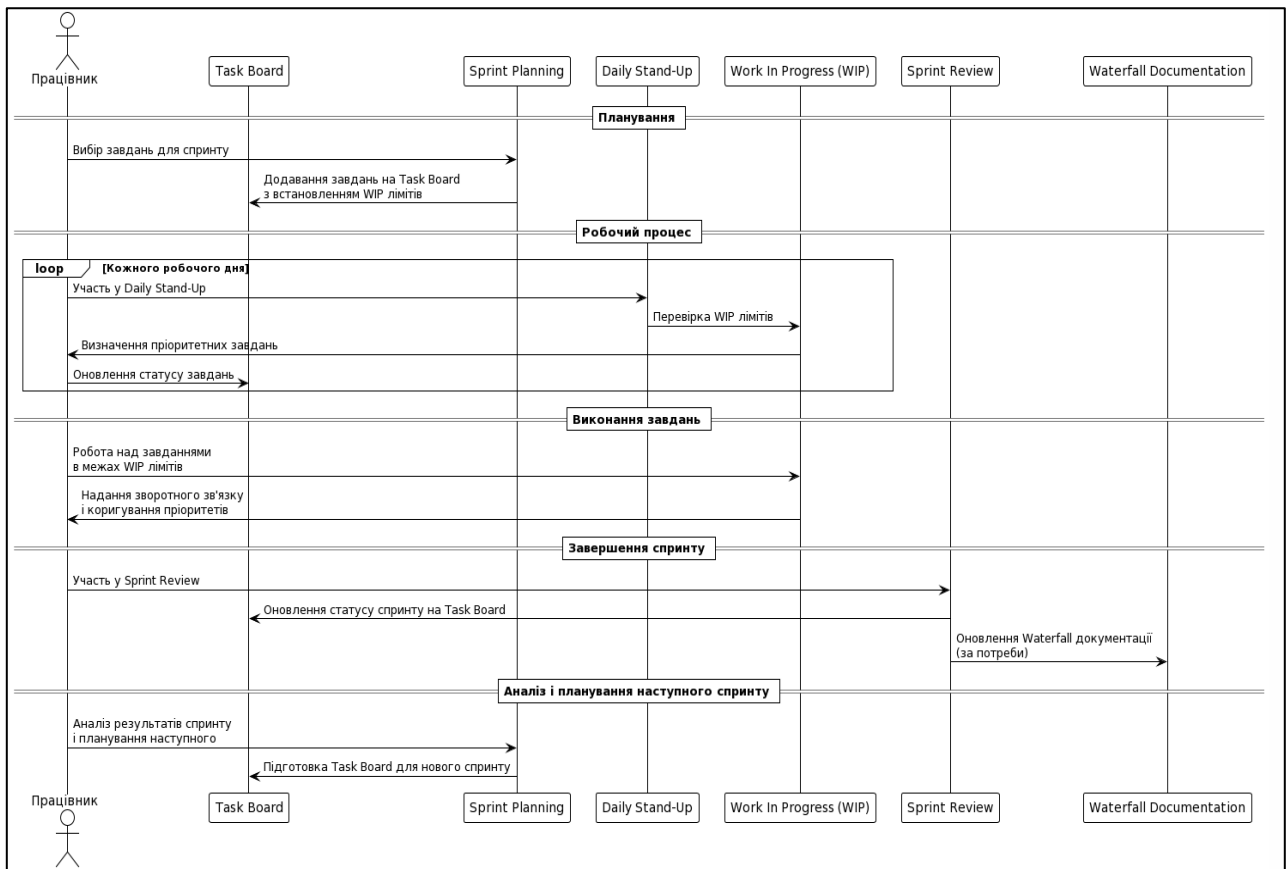 Працівник
Task Board
Sprint Planning
Daily Stand-Up
Work In Progress (WIP)
Sprint Review
Waterfall Documentation
Планування
Вибір завдань для спринту
Додавання завдань на Task Board
з встановленням WIP лімітів
Робочий процес
loop
[Кожного робочого дня]
Участь у Daily Stand-Up
Перевірка WIP лімітів
Визначення пріоритетних завдань
Оновлення статусу завдань
Виконання завдань
Робота над завданнями
в межах WIP лімітів
Надання зворотного зв'язку
і коригування пріоритетів
Завершення спринту
Участь у Sprint Review
Оновлення статусу спринту на Task Board
Оновлення Waterfall документації
(за потреби)
Аналіз і планування наступного спринту
Аналіз результатів спринту
і планування наступного
Підготовка Task Board для нового спринту
Працівник
Task Board
Sprint Planning
Daily Stand-Up
Work In Progress (WIP)
Sprint Review
Waterfall Documentation